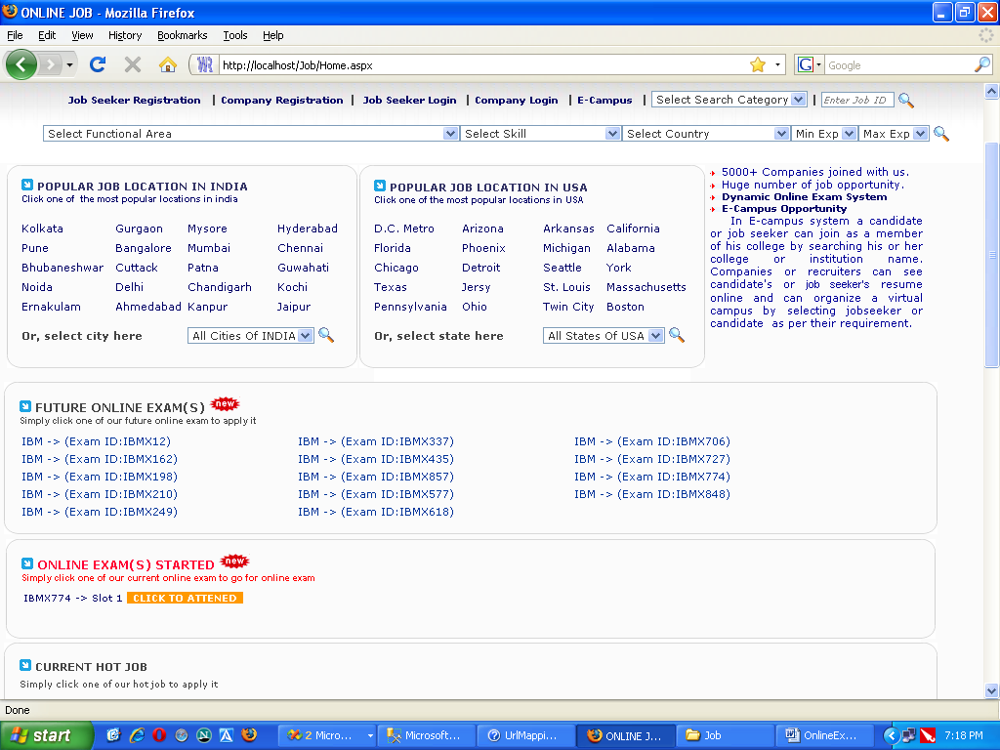 ONLINE JOB - Mozilla Firefox
File Edit View History Bookmarks Tools Help
http://localhost/Job/Home.aspx G Google
Job Seeker Registration | Company Registration | Job Seeker Login | Company Login | E-Campus | Select Search Category | Enter Job ID
Select Functional Area Select Skill Select Country Min Exp Max Exp
POPULAR JOB LOCATION IN INDIA
Click one of the most popular locations in india
Kolkata Gurgaon Mysore Hyderabad
Pune Bangalore Mumbai Chennai
Bhubaneshwar Cuttack Patna Guwahati
Noida Delhi Chandigarh Kochi
Ernakulam Ahmedabad Kanpur Jaipur
Or, select city here All Cities Of INDIA
POPULAR JOB LOCATION IN USA
Click one of the most popular locations in USA
D.C. Metro Arizona Arkansas California
Florida Phoenix Michigan Alabama
Chicago Detroit Seattle York
Texas Jersy St. Louis Massachusetts
Pennsylvania Ohio Twin City Boston
Or, select state here All States Of USA
5000+ Companies joined with us.
Huge number of job opportunity.
Dynamic Online Exam System
E-Campus Opportunity
In E-campus system a candidate
or job seeker can join as a member
of his college by searching his or her
college or institution name.
Companies or recruiters can see
candidate's or job seeker's resume
online and can organize a virtual
campus by selecting jobseeker or
candidate as per their requirement.
FUTURE ONLINE EXAM(S) new
Simply click one of our future online exam to apply it
IBM -> (Exam ID:IBMX12) IBM -> (Exam ID:IBMX337) IBM -> (Exam ID:IBMX706)
IBM -> (Exam ID:IBMX162) IBM -> (Exam ID:IBMX435) IBM -> (Exam ID:IBMX727)
IBM -> (Exam ID:IBMX198) IBM -> (Exam ID:IBMX857) IBM -> (Exam ID:IBMX774)
IBM -> (Exam ID:IBMX210) IBM -> (Exam ID:IBMX577) IBM -> (Exam ID:IBMX848)
IBM -> (Exam ID:IBMX249) IBM -> (Exam ID:IBMX618)
ONLINE EXAM(S) STARTED new
Simply click one of our current online exam to go for online exam
IBMX774 -> Slot 1 CLICK TO ATTENED
CURRENT HOT JOB
Simply click one of our hot job to apply it
Done
start 2 Micro... Microsoft... UrlMappi... ONLINE J... Job OnlineEx... 7:18 PM